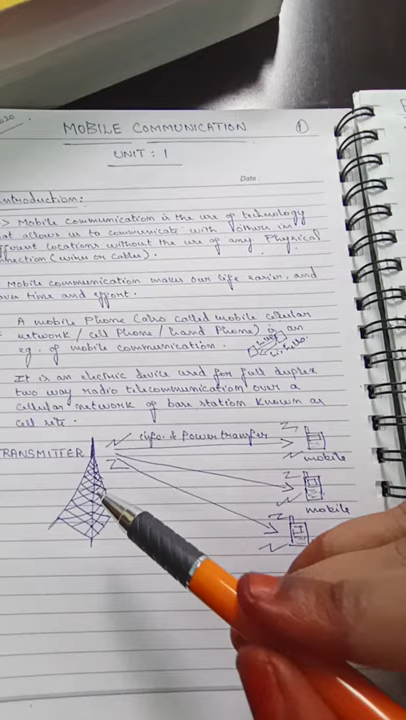 2020
MOBILE COMMUNICATION
1
UNIT : 1
Date :
Introduction:
-> Mobile communication is the use of technology
that allows us to communicate with others in
different locations without the use of any Physical
connection (wires or cables).
Mobile communication makes our life easier, and
save time and effort.
A mobile Phone (also called mobile cellular
network / cell Phone / hand Phone) is an
eg. of mobile communication.
It is an electric device used for full duplex
two way radio telecommunication over a
cellular network of base station known as
cell site.
TRANSMITTER
info. & power transfer
mobile
mobile